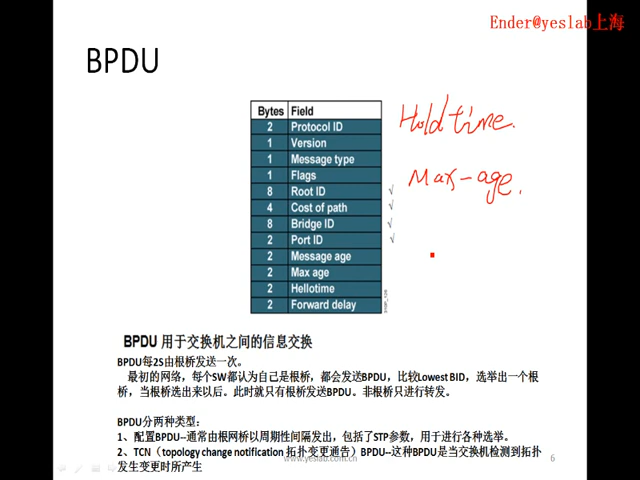 Ender@yeslab上海
BPDU
Bytes Field
2 Protocol ID
1 Version
1 Message type
1 Flags
8 Root ID √
4 Cost of path √
8 Bridge ID √
2 Port ID √
2 Message age
2 Max age
2 Hellotime
2 Forward delay
Hold time.
Max-age.
BPDU 用于交换机之间的信息交换
BPDU每2S由根桥发送一次。
最初的网络，每个SW都认为自己是根桥，都会发送BPDU，比较Lowest BID，选举出一个根
桥，当根桥选出来以后。此时就只有根桥发送BPDU。非根桥只进行转发。
BPDU分两种类型：
1、配置BPDU--通常由根网桥以周期性间隔发出，包括了STP参数，用于进行各种选举。
2、TCN（topology change notification 拓扑变更通告）BPDU--这种BPDU是当交换机检测到拓扑
发生变更时所产生
www.yeslab.com.cn
6